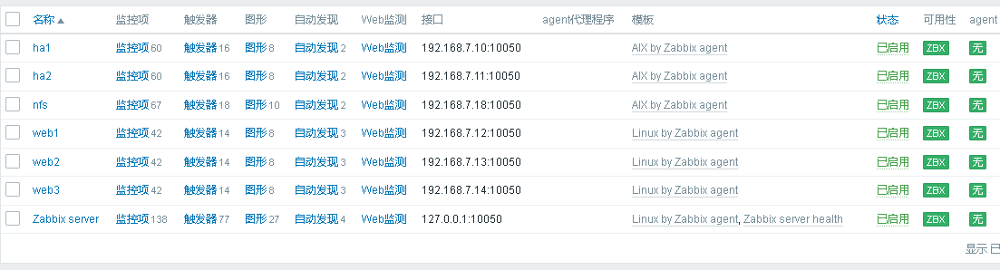 名称 监控项 触发器 图形 自动发现 Web监测 接口 agent代理程序 模板 状态 可用性 agent
ha1 监控项 60 触发器 16 图形 8 自动发现 2 Web监测 192.168.7.10:10050 AIX by Zabbix agent 已启用 ZBX 无
ha2 监控项 60 触发器 16 图形 8 自动发现 2 Web监测 192.168.7.11:10050 AIX by Zabbix agent 已启用 ZBX 无
nfs 监控项 67 触发器 18 图形 10 自动发现 2 Web监测 192.168.7.18:10050 AIX by Zabbix agent 已启用 ZBX 无
web1 监控项 42 触发器 14 图形 8 自动发现 3 Web监测 192.168.7.12:10050 Linux by Zabbix agent 已启用 ZBX 无
web2 监控项 42 触发器 14 图形 8 自动发现 3 Web监测 192.168.7.13:10050 Linux by Zabbix agent 已启用 ZBX 无
web3 监控项 42 触发器 14 图形 8 自动发现 3 Web监测 192.168.7.14:10050 Linux by Zabbix agent 已启用 ZBX 无
Zabbix server 监控项 138 触发器 77 图形 27 自动发现 4 Web监测 127.0.0.1:10050 Linux by Zabbix agent, Zabbix server health 已启用 ZBX 无
显示 已